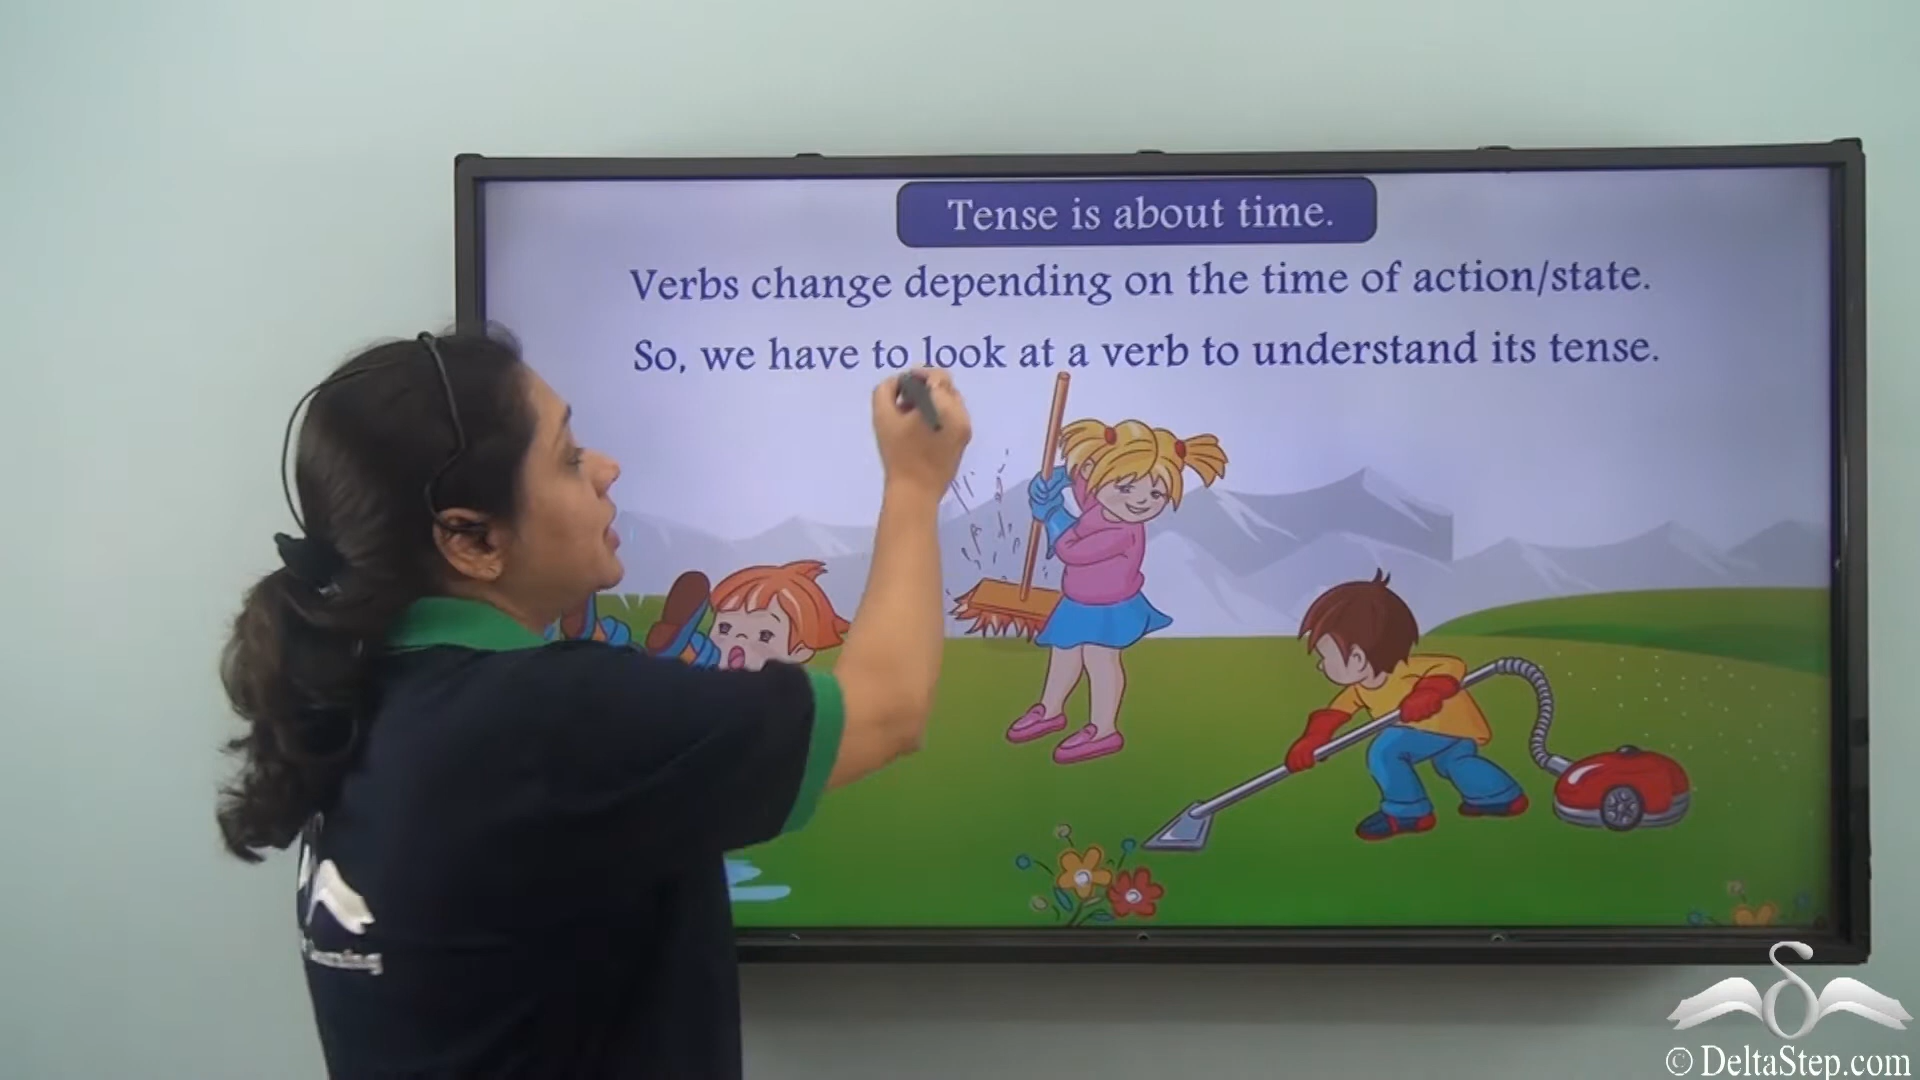 Tense is about time.
Verbs change depending on the time of action/state.
So, we have to look at a verb to understand its tense.
© DeltaStep.com